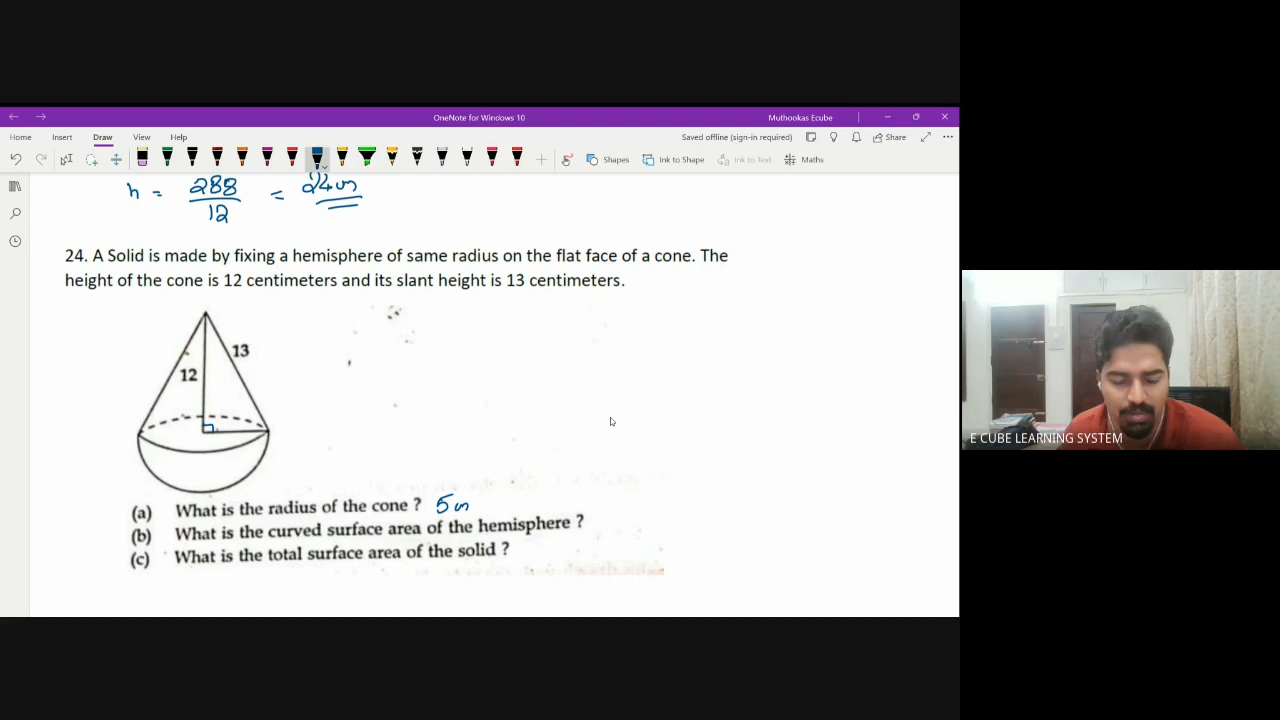 OneNote for Windows 10
Muthookas Ecube
Home Insert Draw View Help
Saved offline (sign-in required)
Share
Shapes
Ink to Shape
Ink to Text
Maths
h = 288/12 = 24cm
24. A Solid is made by fixing a hemisphere of same radius on the flat face of a cone. The
height of the cone is 12 centimeters and its slant height is 13 centimeters.
13
12
(a) What is the radius of the cone ? 5cm
(b) What is the curved surface area of the hemisphere ?
(c) What is the total surface area of the solid ?
E CUBE LEARNING SYSTEM